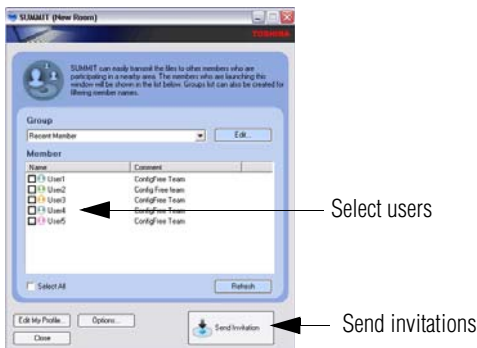 SUMMIT (New Room)
TOSHIBA
SUMMIT can easily transmit the files to other members who are
participating in a nearby area. The members who are launching this
window will be shown in the list below. Groups list can also be created for
filtering member names.
Group
Recent Member
Edit...
Member
Name Comment
User1 ConfigFree Team
User2 Config Free team
User3 ConfigFree Team
User4 ConfigFree Team
User5 ConfigFree Team
Select users
Select All
Refresh
Edit My Profile... Options...
Send Invitation
Send invitations
Close